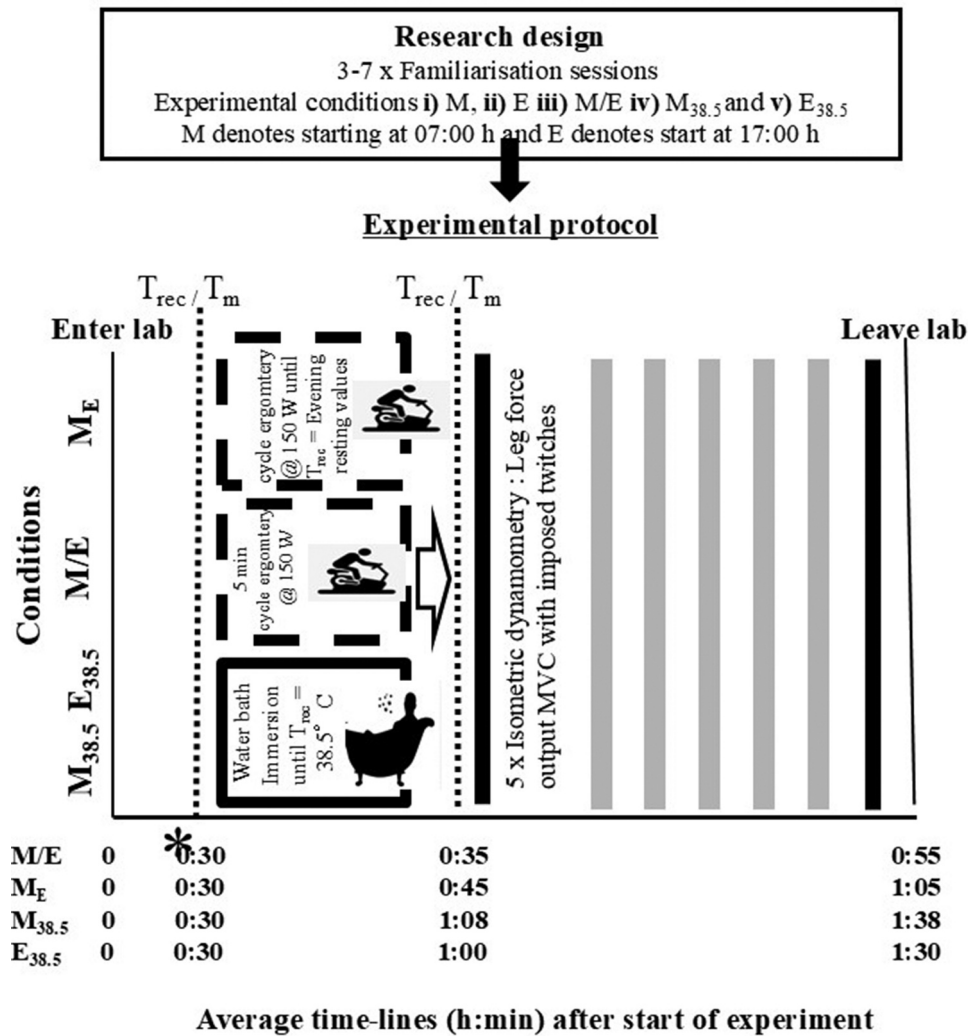 Research design
3-7 x Familiarisation sessions
Experimental conditions i) M, ii) E iii) M/E iv) M38.5 and v) E38.5
M denotes starting at 07:00 h and E denotes start at 17:00 h
Experimental protocol
Trec / Tm
Trec / Tm
Enter lab
Leave lab
Conditions
ME
M/E
M38.5 E38.5
cycle ergomtery
@ 150 W until
Trec = Evening
resting values
5 min
cycle ergomtery
@ 150 W
Water bath
Immersion
until Trec =
38.5° C
5 x Isometric dynamometry : Leg force
output MVC with imposed twitches
*
M/E 0 0:30 0:35 0:55
ME 0 0:30 0:45 1:05
M38.5 0 0:30 1:08 1:38
E38.5 0 0:30 1:00 1:30
Average time-lines (h:min) after start of experiment